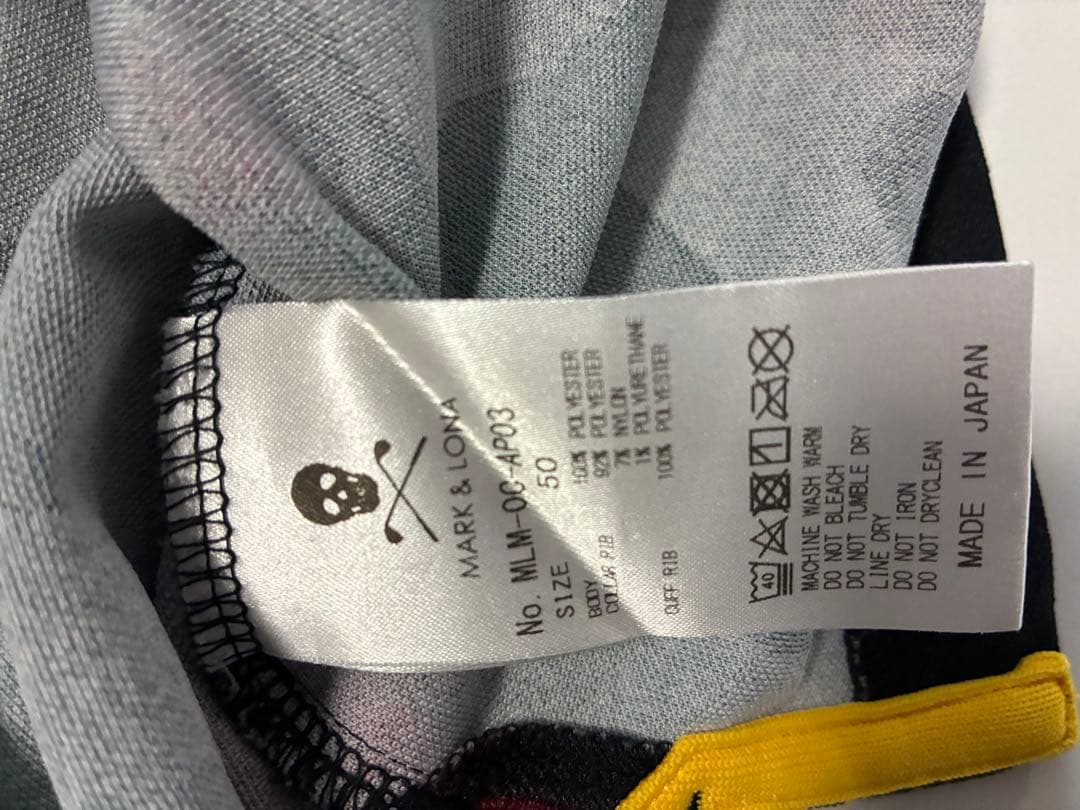 MARK & LONA
No. MLM-OC-AP03
SIZE 50
BODY 100% POLYESTER
COLLAR RIB 92% POLYESTER
7% NYLON
1% POLYURETHANE
CUFF RIB 100% POLYESTER
40
MACHINE WASH WARM
DO NOT BLEACH
DO NOT TUMBLE DRY
LINE DRY
DO NOT IRON
DO NOT DRYCLEAN
MADE IN JAPAN